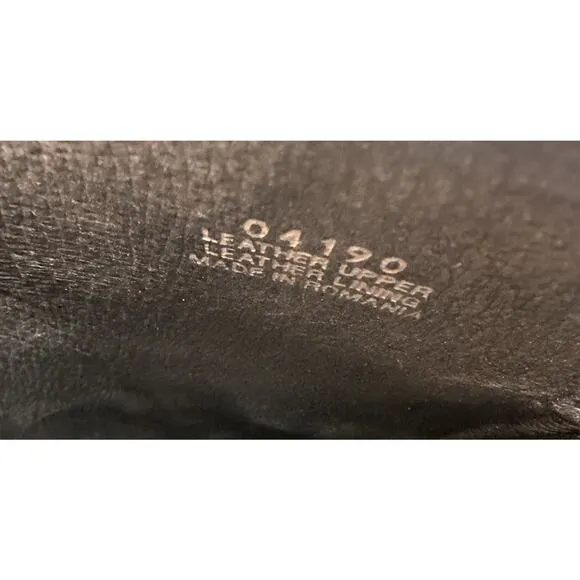 04190
LEATHER UPPER
LEATHER LINING
MADE IN ROMANIA